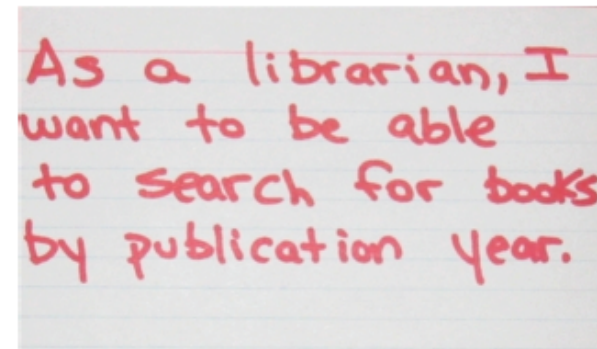 As a librarian, I
want to be able
to search for books
by publication year.